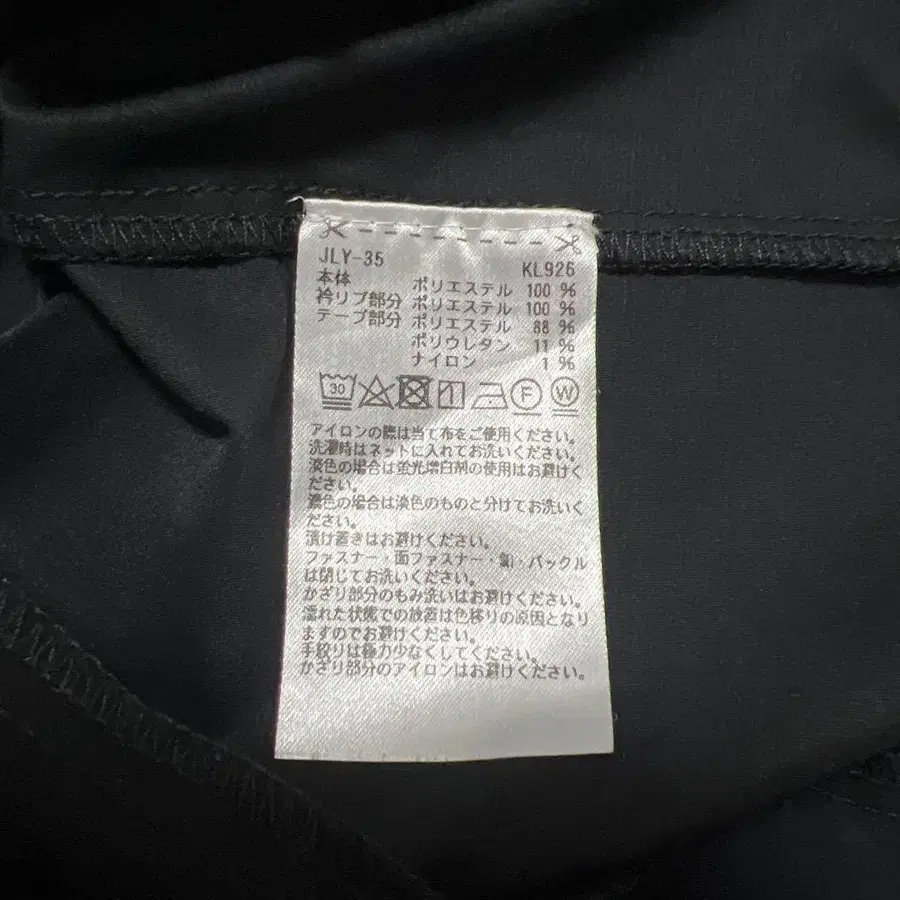 JLY-35 KL926
本体 ポリエステル 100 %
衿リブ部分 ポリエステル 100 %
テープ部分 ポリエステル 88 %
ポリウレタン 11 %
ナイロン 1 %
30 F W
アイロンの際は当て布をご使用ください。
洗濯時はネットに入れてお洗いください。
淡色の場合は蛍光増白剤の使用はお避けく
ださい。
濃色の場合は淡色のものと分けてお洗いく
ださい。
漬け置きはお避けください。
ファスナー・面ファスナー・釦・バックル
は閉じてお洗いください。
かざり部分のもみ洗いはお避けください。
濡れた状態での放置は色移りの原因となり
ますのでお避けください。
手絞りは極力少なくしてください。
かざり部分のアイロンはお避けください。